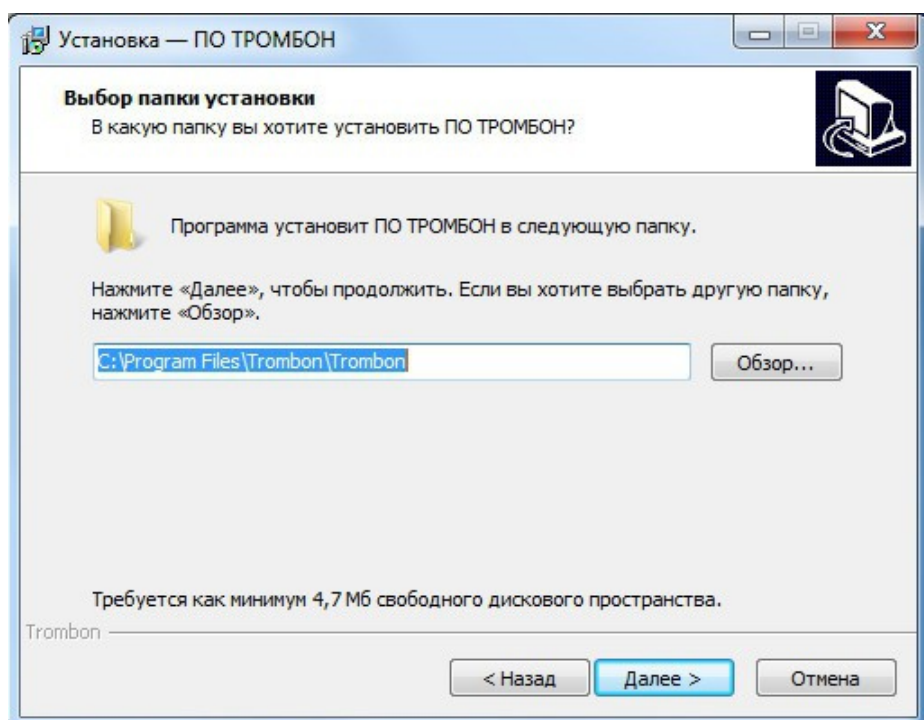 Установка — ПО ТРОМБОН
Выбор папки установки
В какую папку вы хотите установить ПО ТРОМБОН?
Программа установит ПО ТРОМБОН в следующую папку.
Нажмите «Далее», чтобы продолжить. Если вы хотите выбрать другую папку,
нажмите «Обзор».
C:\Program Files\Trombon\Trombon
Обзор...
Требуется как минимум 4,7 Мб свободного дискового пространства.
Trombon
< Назад
Далее >
Отмена